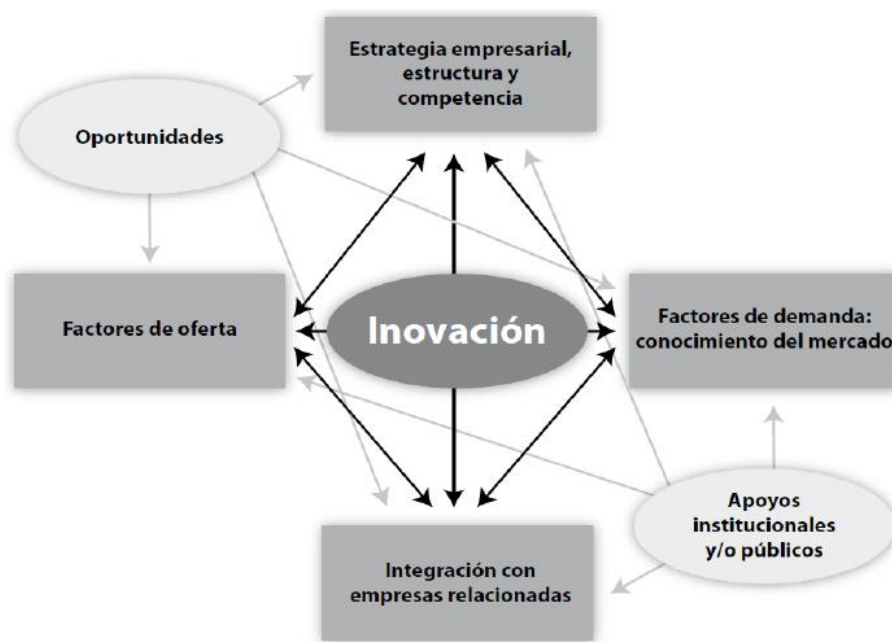 Estrategia empresarial,
estructura y
competencia
Oportunidades
Factores de oferta
Inovación
Factores de demanda:
conocimiento del mercado
Apoyos
institucionales
y/o públicos
Integración con
empresas relacionadas